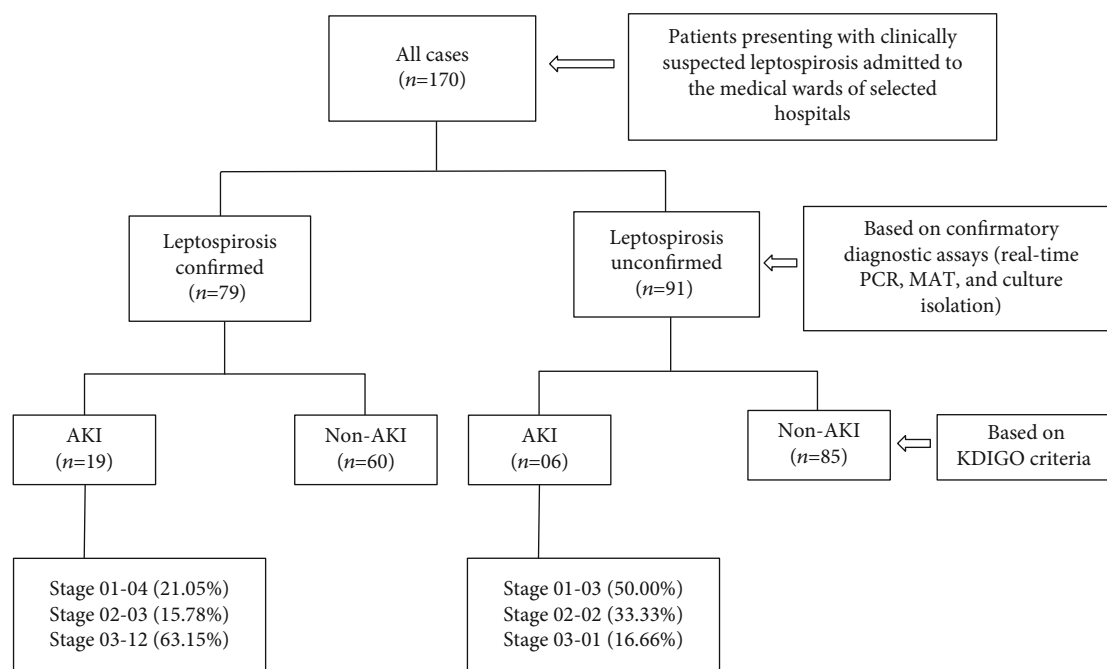 All cases
(n=170)
Patients presenting with clinically
suspected leptospirosis admitted to
the medical wards of selected
hospitals
Leptospirosis
confirmed
(n=79)
Leptospirosis
unconfirmed
(n=91)
Based on confirmatory
diagnostic assays (real-time
PCR, MAT, and culture
isolation)
AKI
(n=19)
Non-AKI
(n=60)
AKI
(n=06)
Non-AKI
(n=85)
Based on
KDIGO criteria
Stage 01-04 (21.05%)
Stage 02-03 (15.78%)
Stage 03-12 (63.15%)
Stage 01-03 (50.00%)
Stage 02-02 (33.33%)
Stage 03-01 (16.66%)